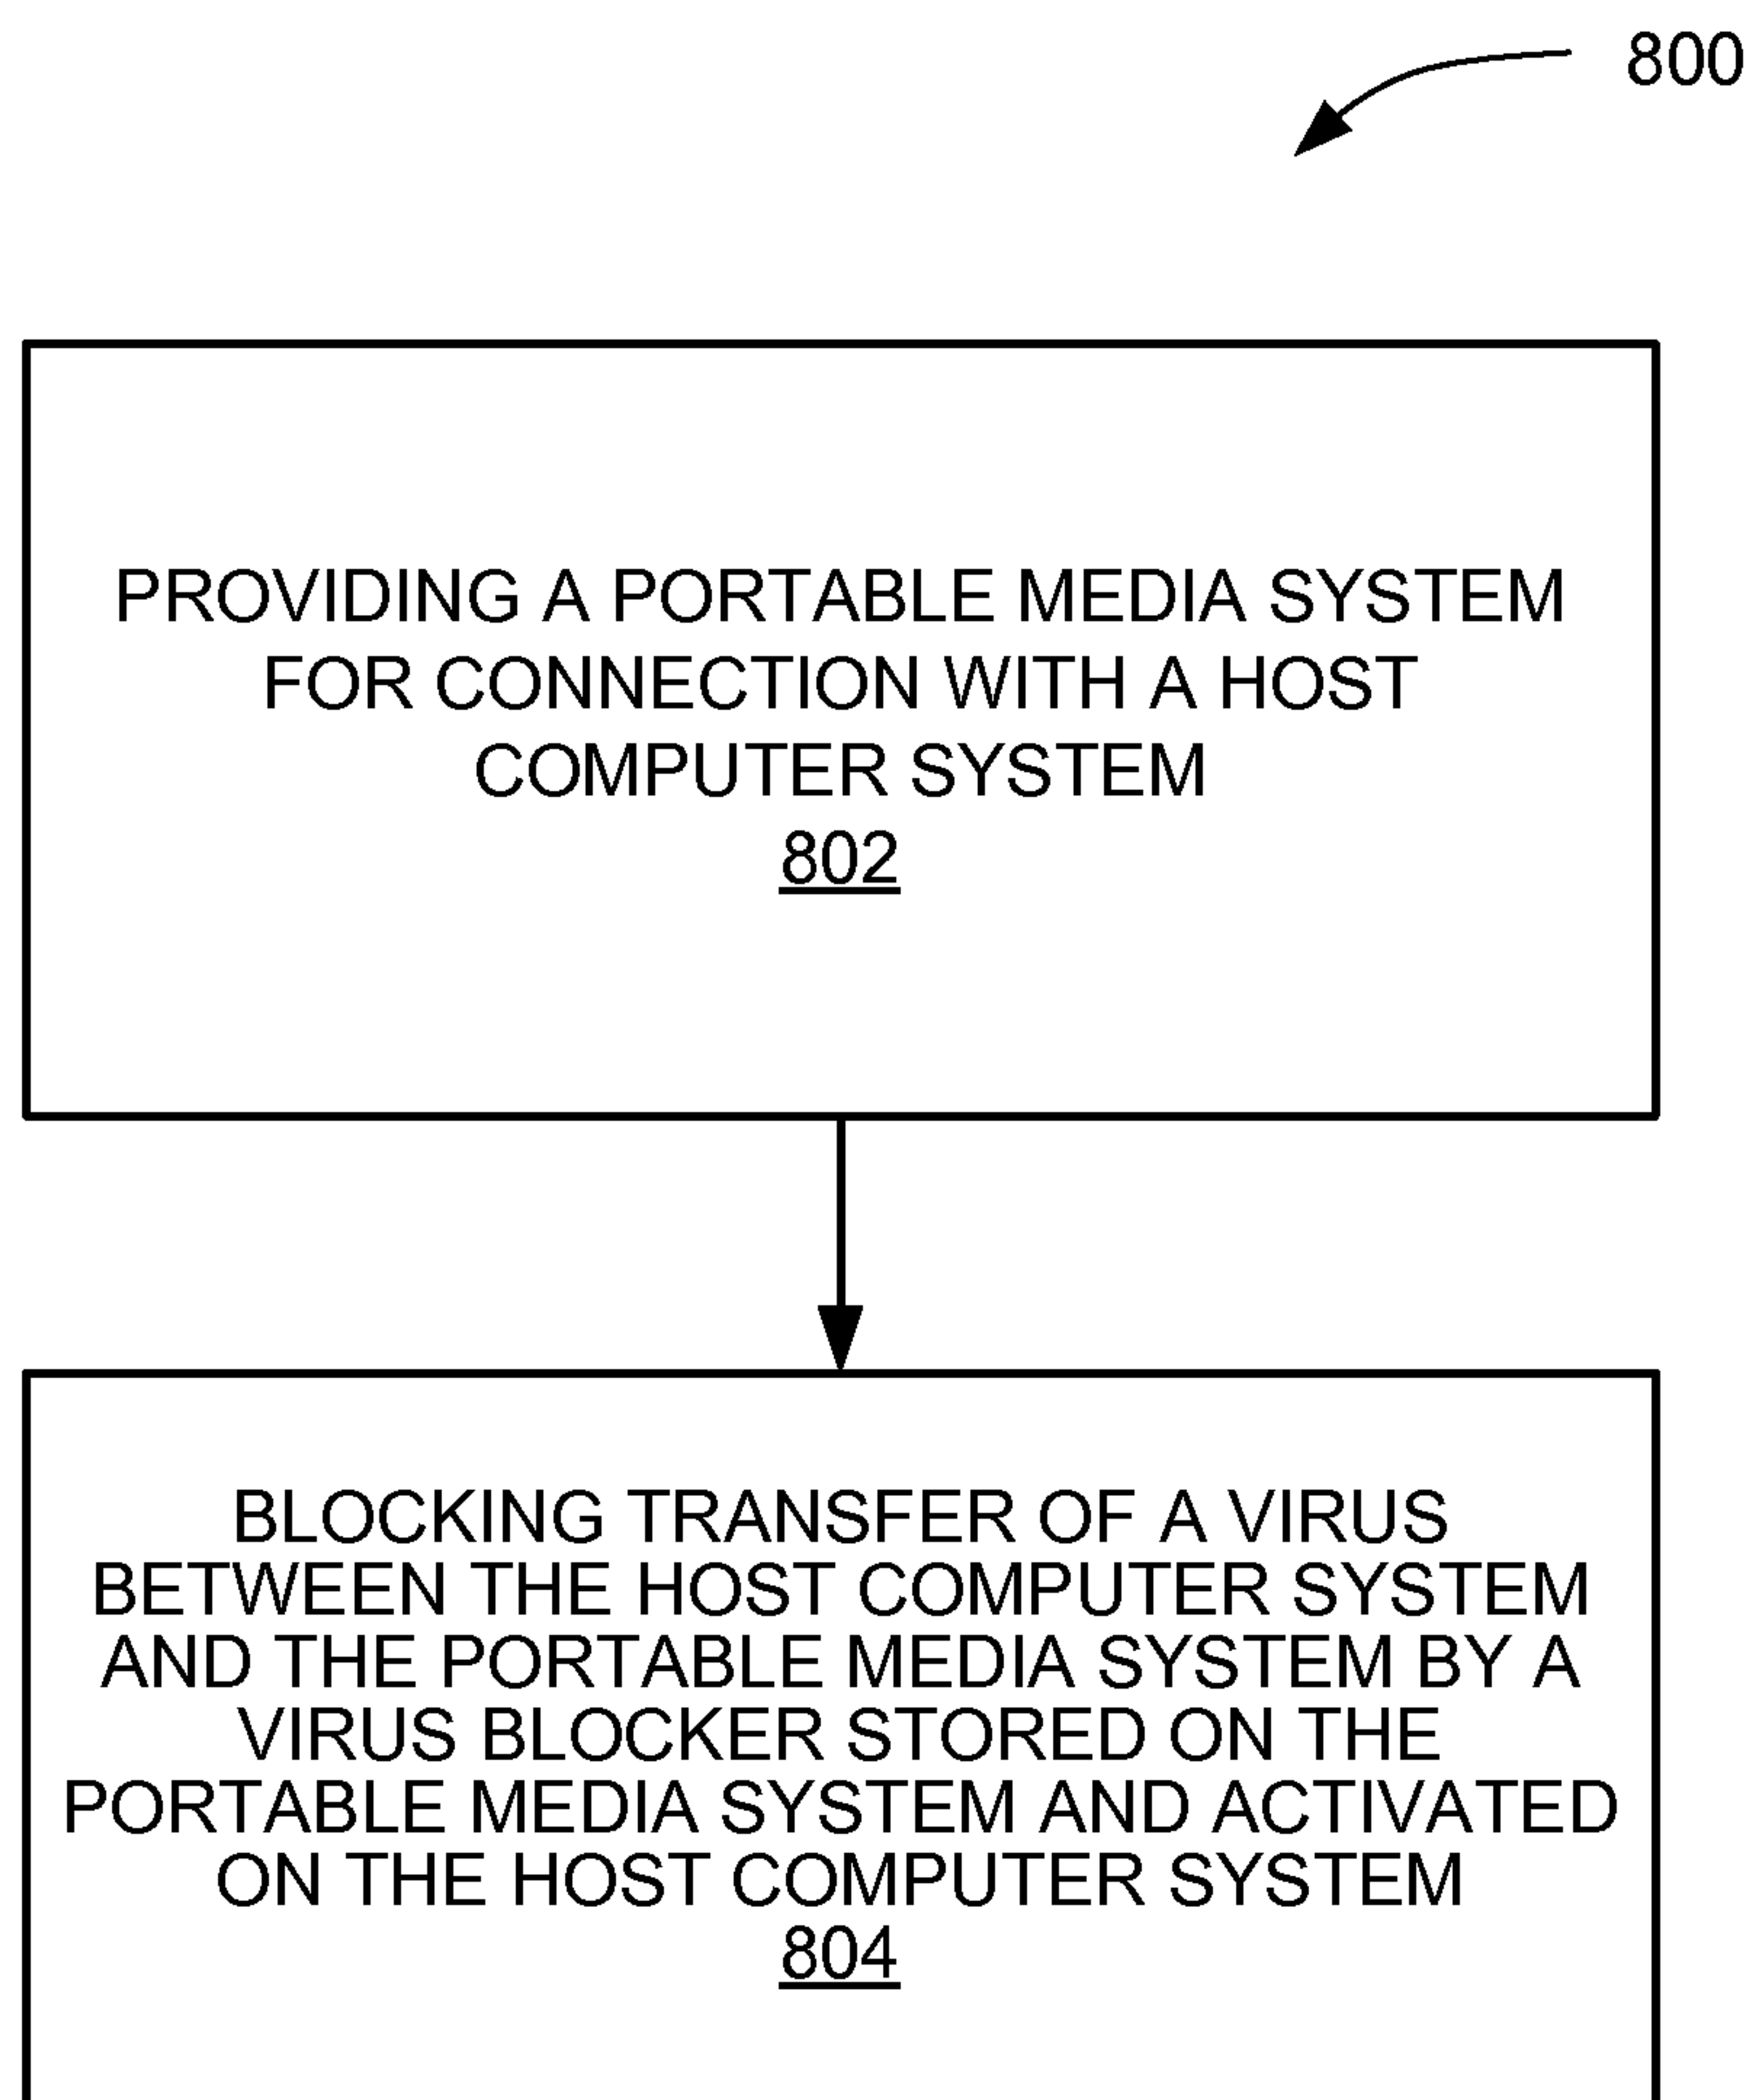 800
PROVIDING A PORTABLE MEDIA SYSTEM
FOR CONNECTION WITH A HOST
COMPUTER SYSTEM
802
BLOCKING TRANSFER OF A VIRUS
BETWEEN THE HOST COMPUTER SYSTEM
AND THE PORTABLE MEDIA SYSTEM BY A
VIRUS BLOCKER STORED ON THE
PORTABLE MEDIA SYSTEM AND ACTIVATED
ON THE HOST COMPUTER SYSTEM
804